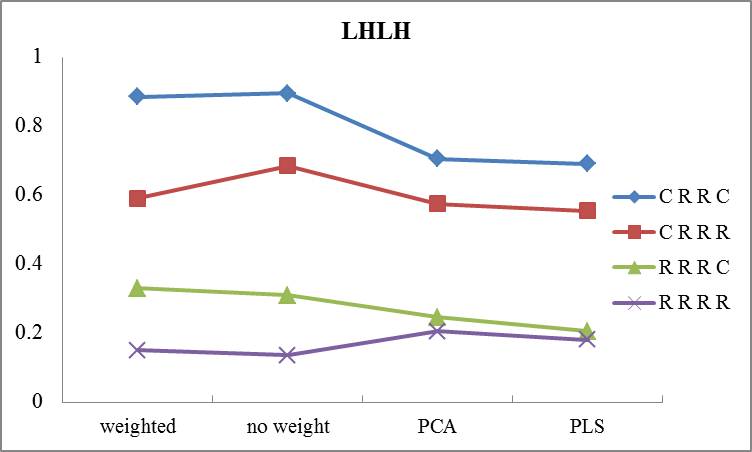 LHLH
1
0.8
0.6
0.4
0.2
0
weighted
no weight
PCA
PLS
C R R C
C R R R
R R R C
R R R R